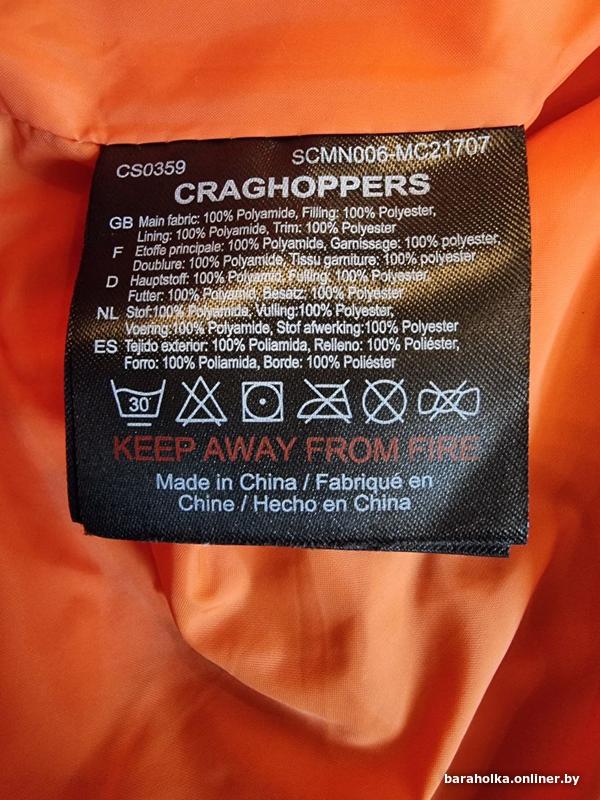 CS0359
SCMN006-MC21707
CRAGHOPPERS
GB Main fabric: 100% Polyamide, Filling: 100% Polyester,
Lining: 100% Polyamide, Trim: 100% Polyester
F Etoffe principale: 100% Polyamide, Garnissage: 100% polyester,
Doublure: 100% Polyamide, Tissu garniture: 100% polyester
D Hauptstoff: 100% Polyamid, Füllung: 100% Polyester,
Futter: 100% Polyamid, Besatz: 100% Polyester
NL Stof:100% Polyamide, Vulling:100% Polyester,
Voering:100% Polyamide, Stof afwerking:100% Polyester
ES Tejido exterior: 100% Poliamida, Relleno: 100% Poliéster,
Forro: 100% Poliamida, Borde: 100% Poliéster
30°
KEEP AWAY FROM FIRE
Made in China / Fabriqué en
Chine / Hecho en China
baraholka.onliner.by